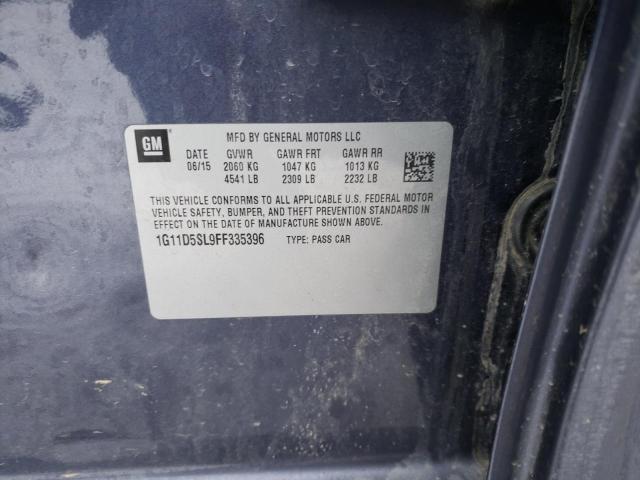 GM
MFD BY GENERAL MOTORS LLC
DATE GVWR GAWR FRT GAWR RR
06/15 2060 KG 1047 KG 1013 KG
4541 LB 2309 LB 2232 LB
THIS VEHICLE CONFORMS TO ALL APPLICABLE U.S. FEDERAL MOTOR
VEHICLE SAFETY, BUMPER, AND THEFT PREVENTION STANDARDS
IN EFFECT ON THE DATE OF MANUFACTURE SHOWN ABOVE.
1G11D5SL9FF335396 TYPE: PASS CAR